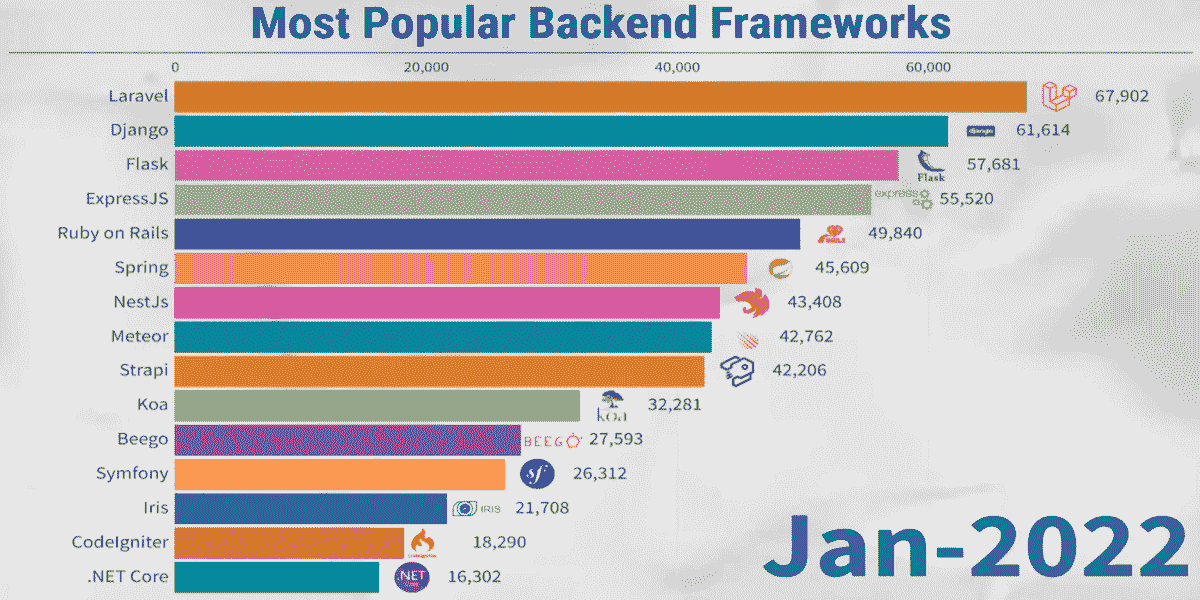 Most Popular Backend Frameworks
0 20,000 40,000 60,000
Laravel 67,902
Django django 61,614
Flask Flask 57,681
ExpressJS express 55,520
Ruby on Rails RAILS 49,840
Spring 45,609
NestJs 43,408
Meteor 42,762
Strapi 42,206
Koa koa 32,281
Beego BEEGO 27,593
Symfony sf 26,312
Iris IRIS 21,708
CodeIgniter 18,290
.NET Core .NET 16,302
Jan-2022